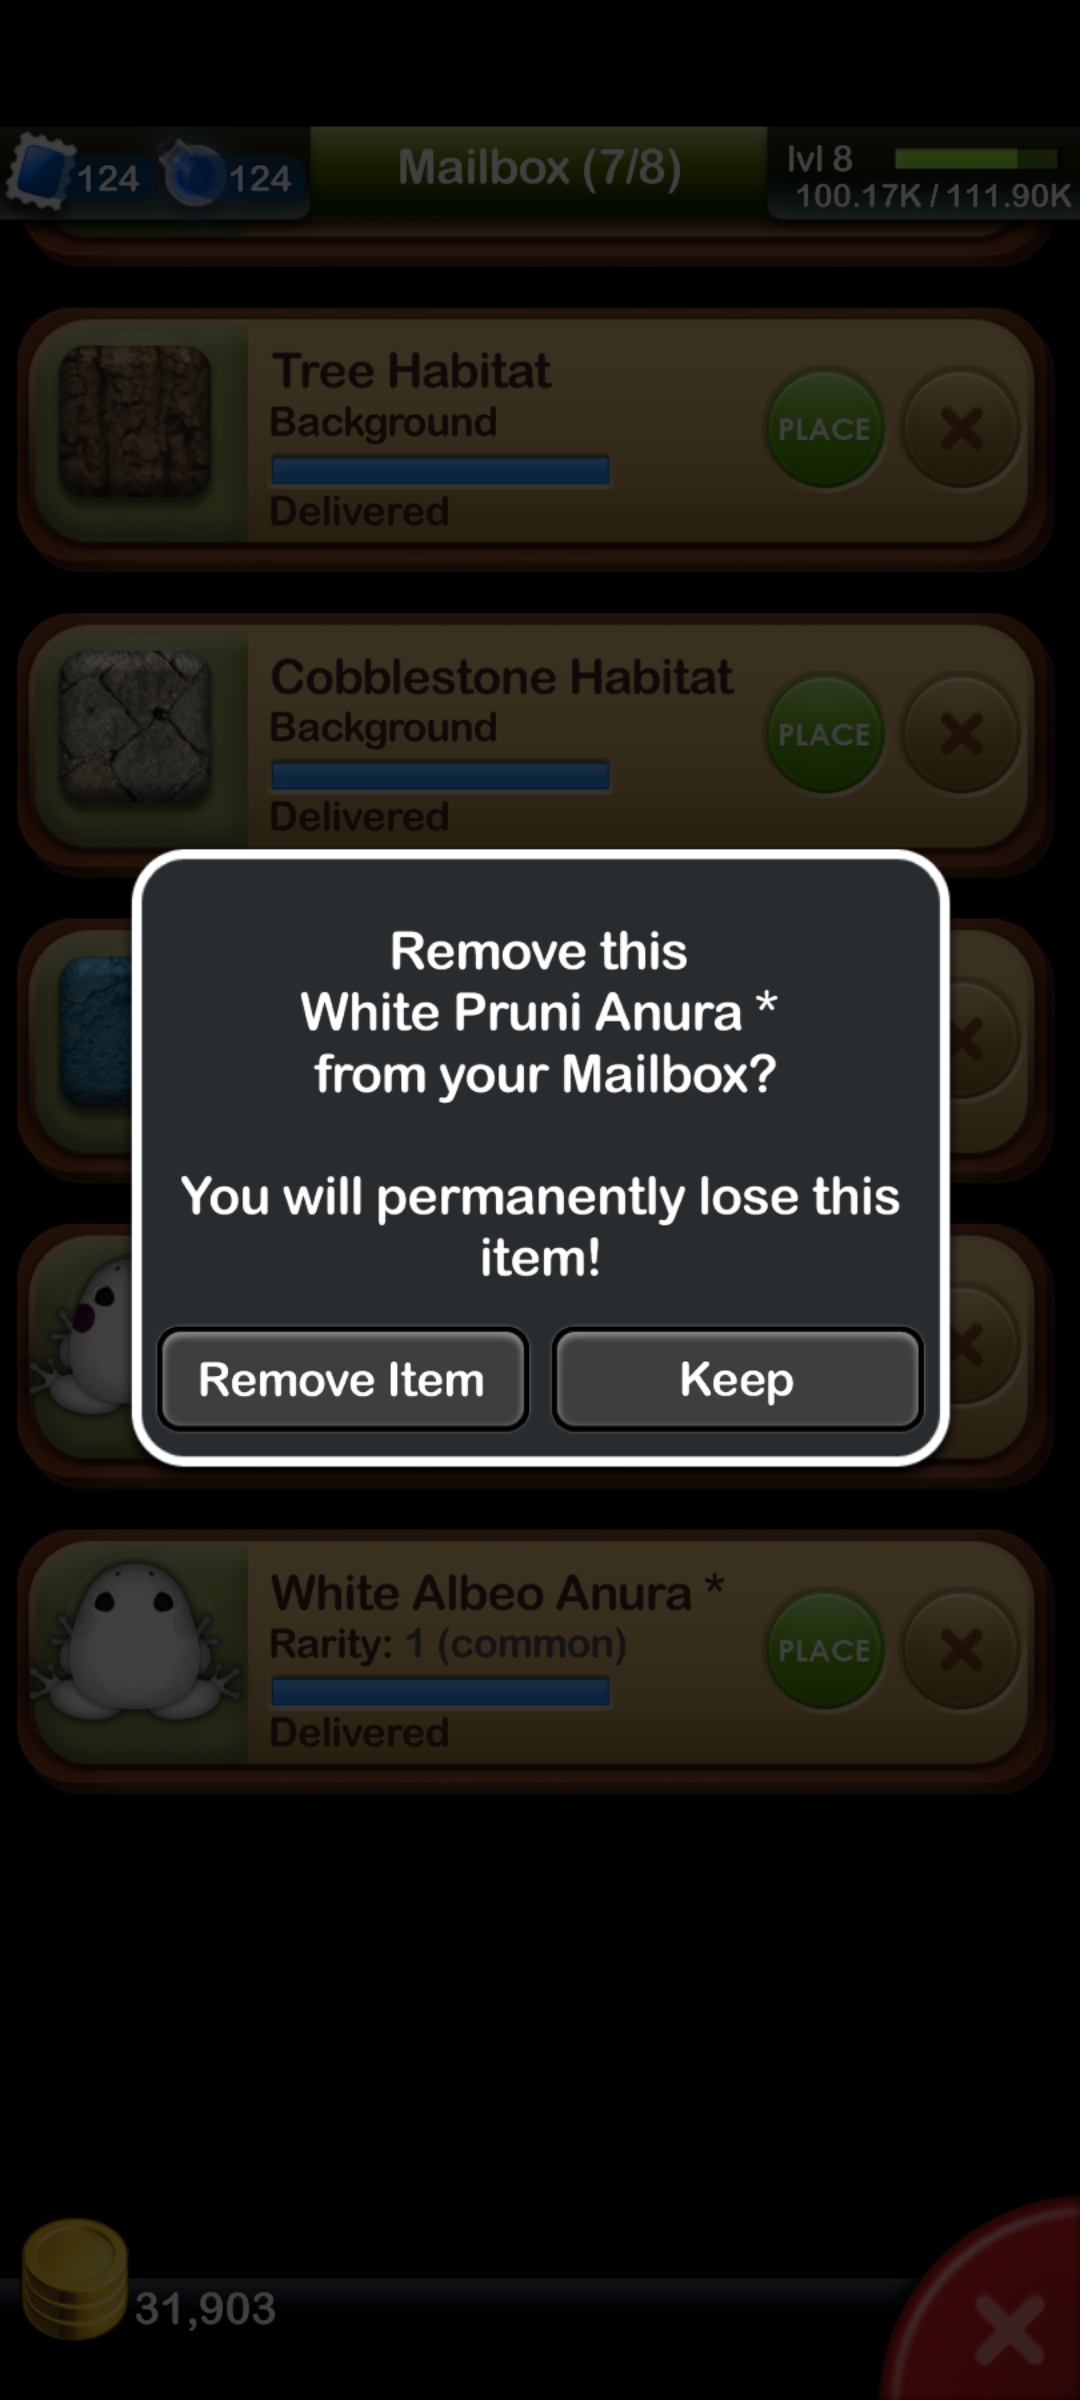 124
124
Mailbox (7/8)
lvl 8
100.17K / 111.90K
Tree Habitat
Background
Delivered
PLACE
Cobblestone Habitat
Background
Delivered
PLACE
Remove this
White Pruni Anura *
from your Mailbox?
You will permanently lose this
item!
Remove Item
Keep
White Albeo Anura *
Rarity: 1 (common)
Delivered
PLACE
31,903